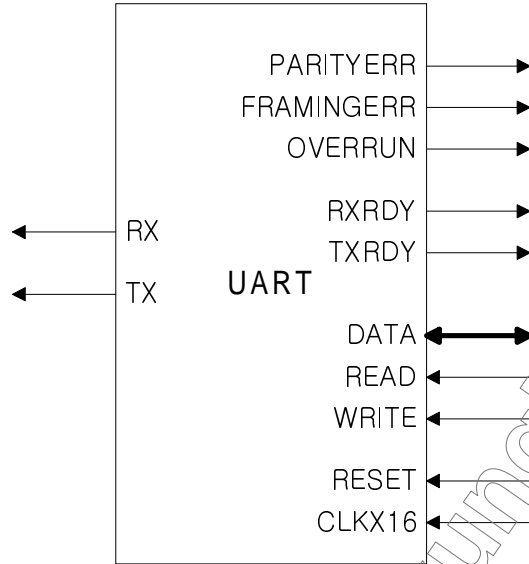 PARITYERR
FRAMINGERR
OVERRUN
RXRDY
RX
TXRDY
UART
TX
DATA
READ
WRITE
RESET
CLKX16